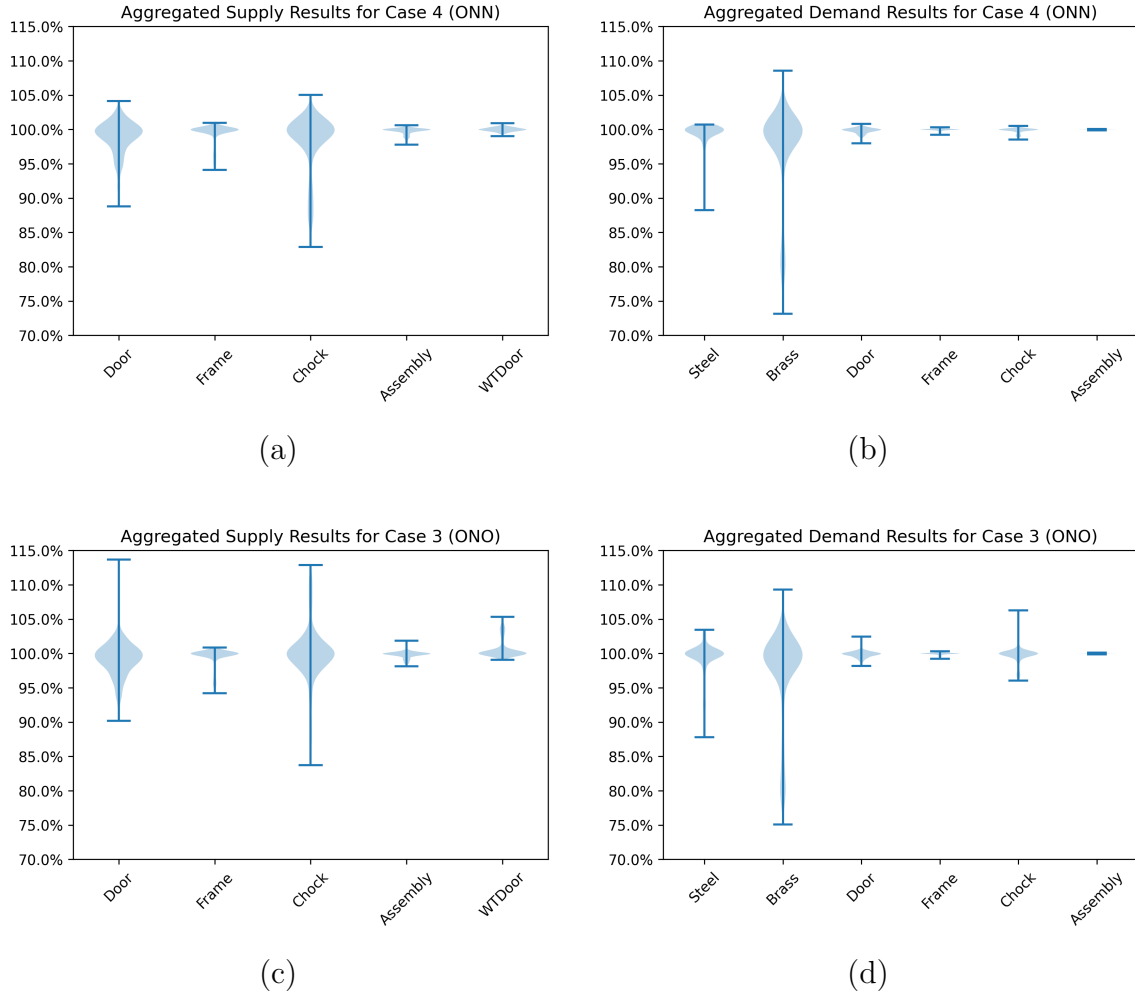 Aggregated Supply Results for Case 4 (ONN)
115.0%
110.0%
105.0%
100.0%
95.0%
90.0%
85.0%
80.0%
75.0%
70.0%
Door
Frame
Chock
Assembly
WTDoor
(a)
Aggregated Demand Results for Case 4 (ONN)
115.0%
110.0%
105.0%
100.0%
95.0%
90.0%
85.0%
80.0%
75.0%
70.0%
Steel
Brass
Door
Frame
Chock
Assembly
(b)
Aggregated Supply Results for Case 3 (ONO)
115.0%
110.0%
105.0%
100.0%
95.0%
90.0%
85.0%
80.0%
75.0%
70.0%
Door
Frame
Chock
Assembly
WTDoor
(c)
Aggregated Demand Results for Case 3 (ONO)
115.0%
110.0%
105.0%
100.0%
95.0%
90.0%
85.0%
80.0%
75.0%
70.0%
Steel
Brass
Door
Frame
Chock
Assembly
(d)